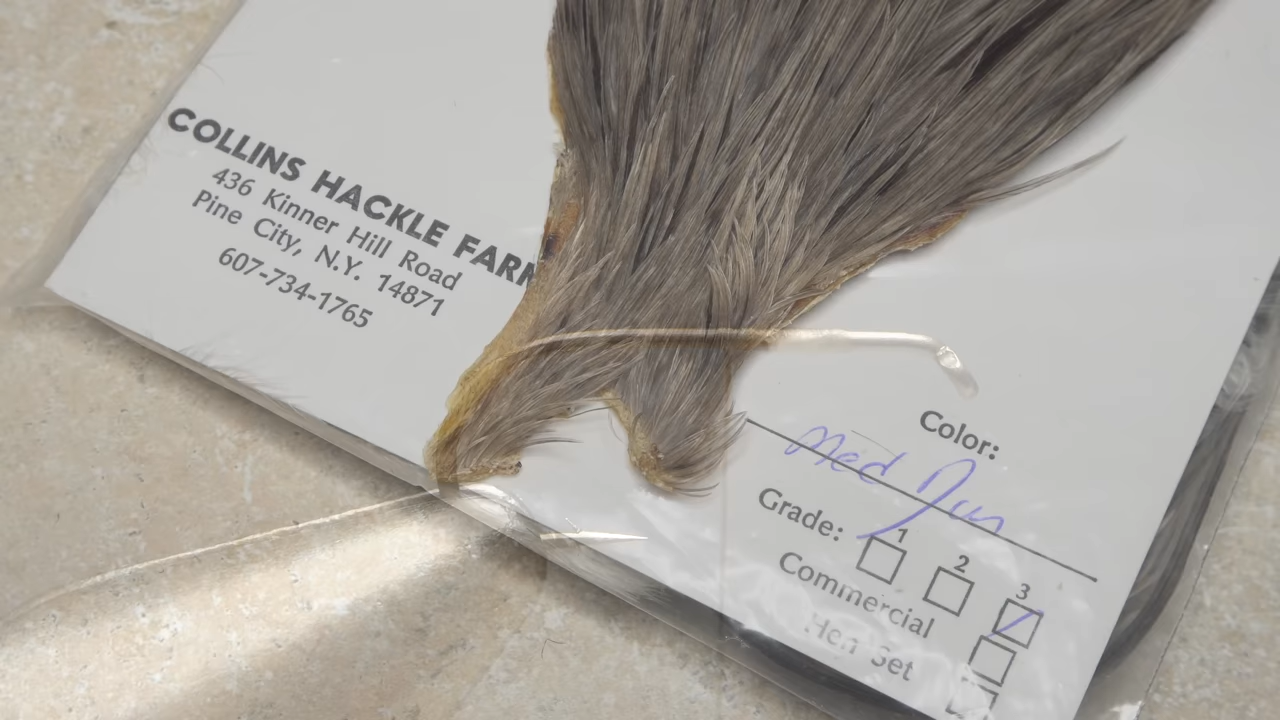 COLLINS HACKLE FARM
436 Kinner Hill Road
Pine City, N.Y. 14871
607-734-1765
Color:
Med Dun
Grade:
1 2 3
Commercial
Hen Set